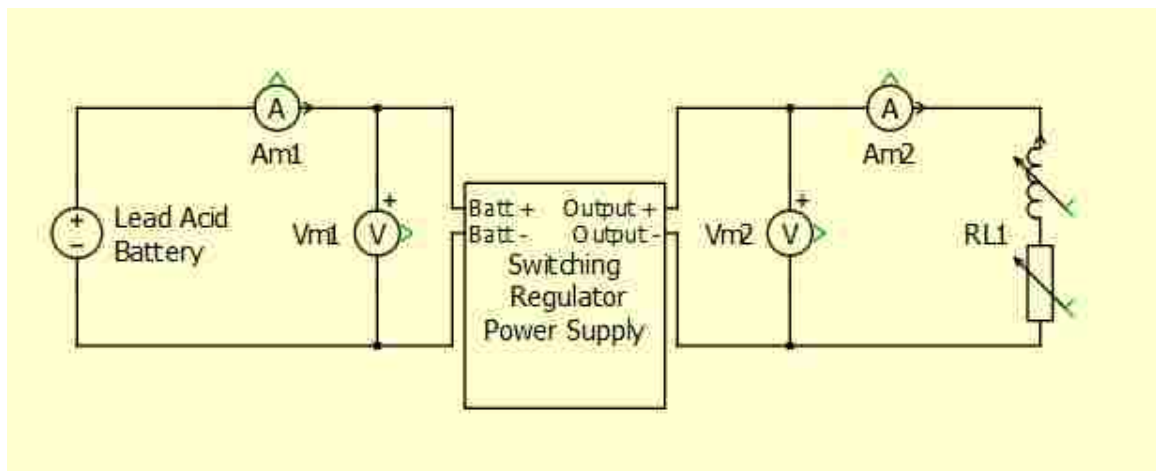 A
Am1
A
Am2
Lead Acid
Battery
+
−
Vm1
V
+
Batt +
Output +
Batt -
Output -
Switching
Regulator
Power Supply
Vm2
V
+
RL1